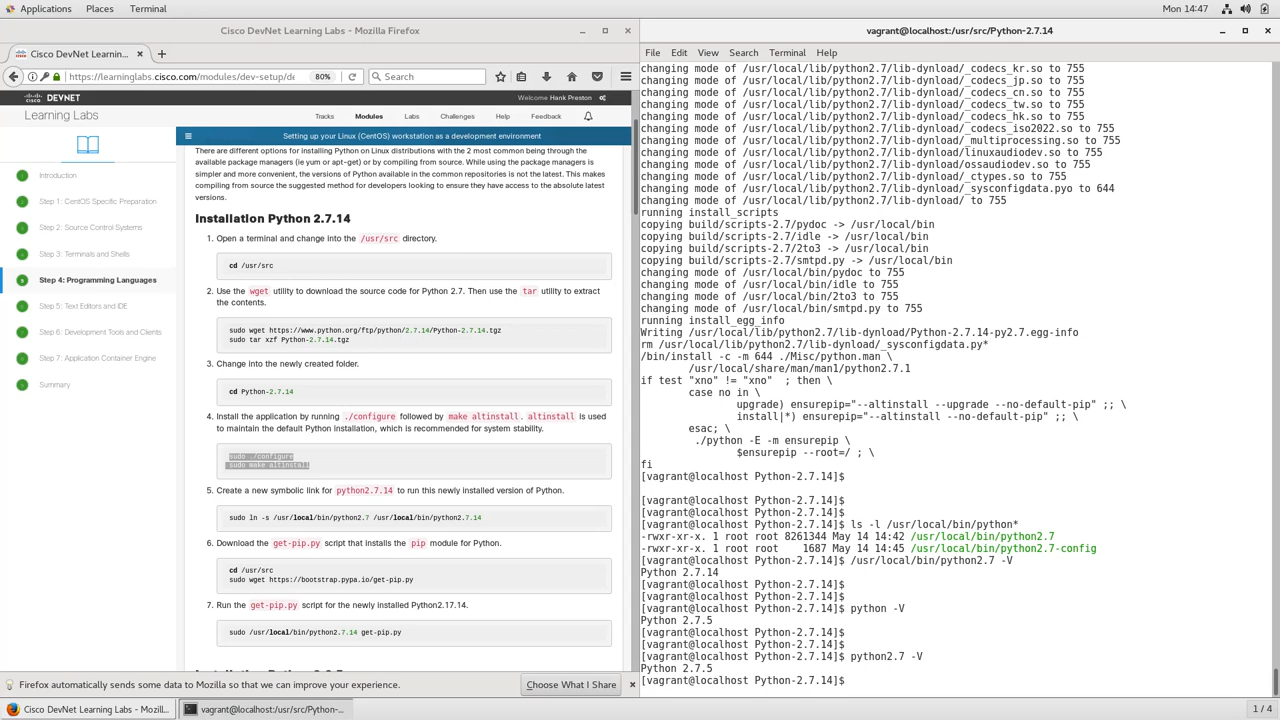 Applications Places Terminal Mon 14:47
Cisco DevNet Learning Labs - Mozilla Firefox
Cisco DevNet Learning...
https://learninglabs.cisco.com/modules/dev-setup/de 80% Search
CISCO DEVNET Welcome Hank Preston
Learning Labs Tracks Modules Labs Challenges Help Feedback
Setting up your Linux (CentOS) workstation as a development environment
Introduction
Step 1: CentOS Specific Preparation
Step 2: Source Control Systems
Step 3: Terminals and Shells
Step 4: Programming Languages
Step 5: Text Editors and IDE
Step 6: Development Tools and Clients
Step 7: Application Container Engine
Summary
There are different options for installing Python on Linux distributions with the 2 most common being through the
available package managers (ie yum or apt-get) or by compiling from source. While using the package managers is
simpler and more convenient, the versions of Python available in the common repositories is not the latest. This makes
compiling from source the suggested method for developers looking to ensure they have access to the absolute latest
versions.
Installation Python 2.7.14
1. Open a terminal and change into the /usr/src directory.
cd /usr/src
2. Use the wget utility to download the source code for Python 2.7. Then use the tar utility to extract
the contents.
sudo wget https://www.python.org/ftp/python/2.7.14/Python-2.7.14.tgz
sudo tar xzf Python-2.7.14.tgz
3. Change into the newly created folder.
cd Python-2.7.14
4. Install the application by running ./configure followed by make altinstall. altinstall is used
to maintain the default Python installation, which is recommended for system stability.
sudo ./configure
sudo make altinstall
5. Create a new symbolic link for python2.7.14 to run this newly installed version of Python.
sudo ln -s /usr/local/bin/python2.7 /usr/local/bin/python2.7.14
6. Download the get-pip.py script that installs the pip module for Python.
cd /usr/src
sudo wget https://bootstrap.pypa.io/get-pip.py
7. Run the get-pip.py script for the newly installed Python2.17.14.
sudo /usr/local/bin/python2.7.14 get-pip.py
Firefox automatically sends some data to Mozilla so that we can improve your experience. Choose What I Share
vagrant@localhost:/usr/src/Python-2.7.14
File Edit View Search Terminal Help
changing mode of /usr/local/lib/python2.7/lib-dynload/_codecs_kr.so to 755
changing mode of /usr/local/lib/python2.7/lib-dynload/_codecs_jp.so to 755
changing mode of /usr/local/lib/python2.7/lib-dynload/_codecs_cn.so to 755
changing mode of /usr/local/lib/python2.7/lib-dynload/_codecs_tw.so to 755
changing mode of /usr/local/lib/python2.7/lib-dynload/_codecs_hk.so to 755
changing mode of /usr/local/lib/python2.7/lib-dynload/_codecs_iso2022.so to 755
changing mode of /usr/local/lib/python2.7/lib-dynload/_multiprocessing.so to 755
changing mode of /usr/local/lib/python2.7/lib-dynload/linuxaudiodev.so to 755
changing mode of /usr/local/lib/python2.7/lib-dynload/ossaudiodev.so to 755
changing mode of /usr/local/lib/python2.7/lib-dynload/_ctypes.so to 755
changing mode of /usr/local/lib/python2.7/lib-dynload/_sysconfigdata.pyo to 644
changing mode of /usr/local/lib/python2.7/lib-dynload/ to 755
running install_scripts
copying build/scripts-2.7/pydoc -> /usr/local/bin
copying build/scripts-2.7/idle -> /usr/local/bin
copying build/scripts-2.7/2to3 -> /usr/local/bin
copying build/scripts-2.7/smtpd.py -> /usr/local/bin
changing mode of /usr/local/bin/pydoc to 755
changing mode of /usr/local/bin/idle to 755
changing mode of /usr/local/bin/2to3 to 755
changing mode of /usr/local/bin/smtpd.py to 755
running install_egg_info
Writing /usr/local/lib/python2.7/lib-dynload/Python-2.7.14-py2.7.egg-info
rm /usr/local/lib/python2.7/lib-dynload/_sysconfigdata.py*
/bin/install -c -m 644 ./Misc/python.man \
/usr/local/share/man/man1/python2.7.1
if test "xno" != "xno" ; then \
case no in \
upgrade) ensurepip="--altinstall --upgrade --no-default-pip" ;; \
install|*) ensurepip="--altinstall --no-default-pip" ;; \
esac; \
./python -E -m ensurepip \
$ensurepip --root=/ ; \
fi
[vagrant@localhost Python-2.7.14]$
[vagrant@localhost Python-2.7.14]$
[vagrant@localhost Python-2.7.14]$
[vagrant@localhost Python-2.7.14]$ ls -l /usr/local/bin/python*
-rwxr-xr-x. 1 root root 8261344 May 14 14:42 /usr/local/bin/python2.7
-rwxr-xr-x. 1 root root 1687 May 14 14:45 /usr/local/bin/python2.7-config
[vagrant@localhost Python-2.7.14]$ /usr/local/bin/python2.7 -V
Python 2.7.14
[vagrant@localhost Python-2.7.14]$
[vagrant@localhost Python-2.7.14]$
[vagrant@localhost Python-2.7.14]$ python -V
Python 2.7.5
[vagrant@localhost Python-2.7.14]$
[vagrant@localhost Python-2.7.14]$
[vagrant@localhost Python-2.7.14]$ python2.7 -V
Python 2.7.5
[vagrant@localhost Python-2.7.14]$
Cisco DevNet Learning Labs - Mozill... vagrant@localhost:/usr/src/Python-... 1 / 4